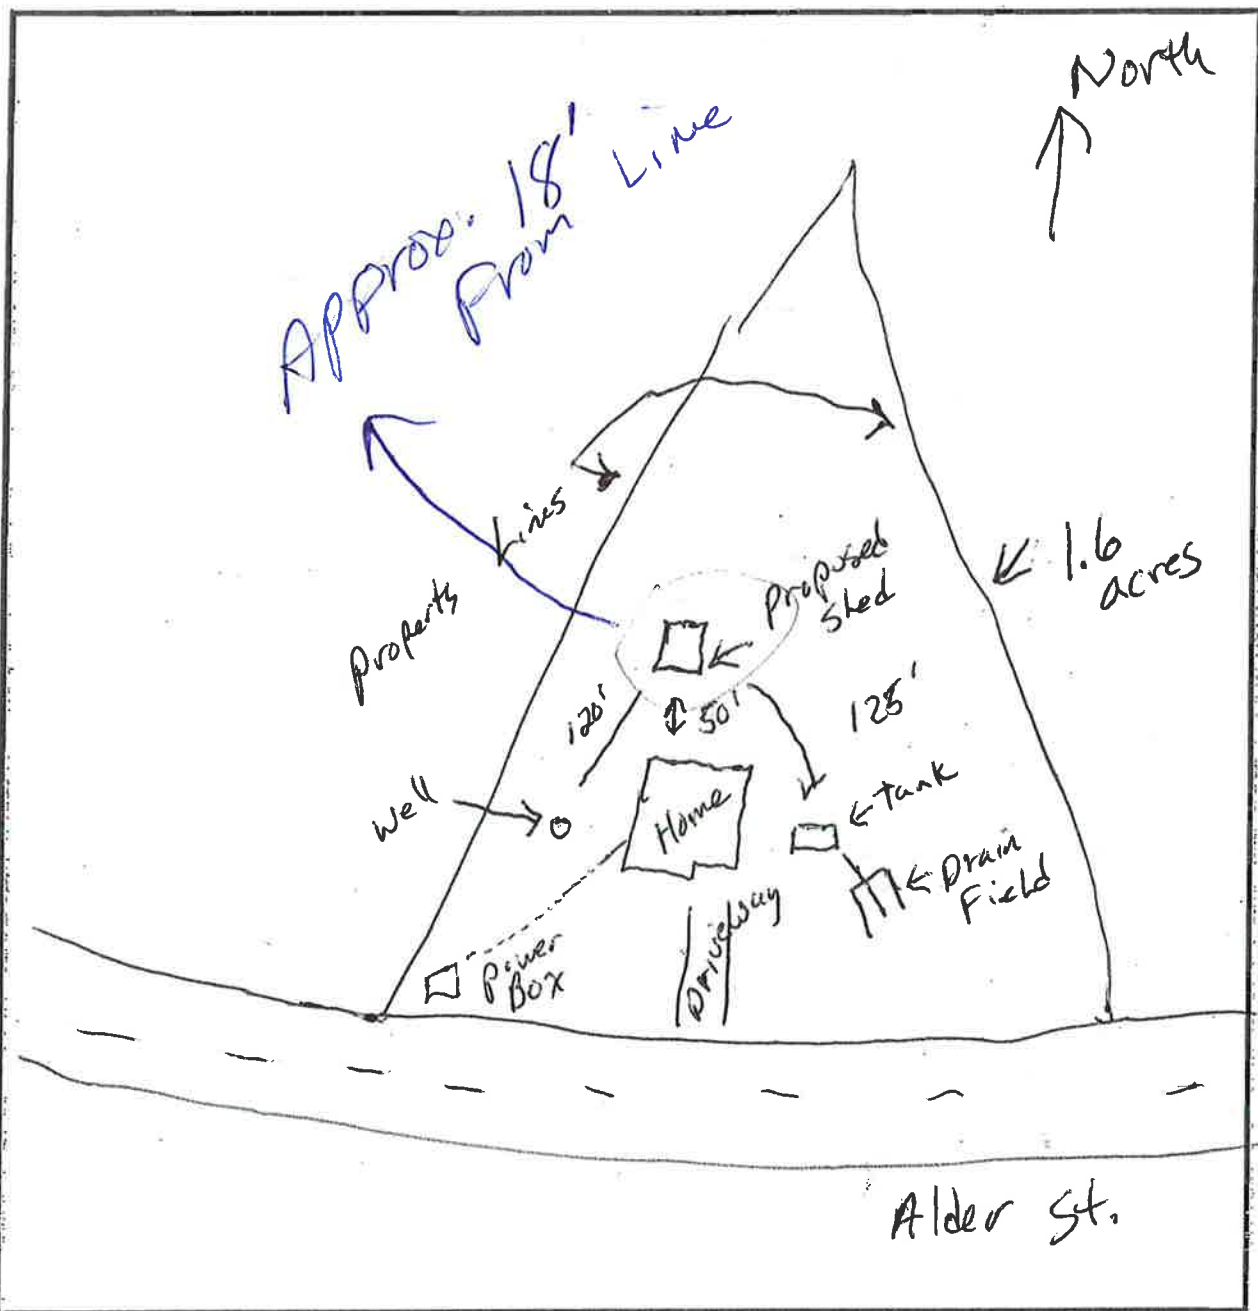 North
Approx. 18'
from Line
Property Lines
1.6
acres
Proposed
shed
120'
50'
125'
Well
Home
Tank
Drain
Field
Power
Box
Driveway
Alder St.